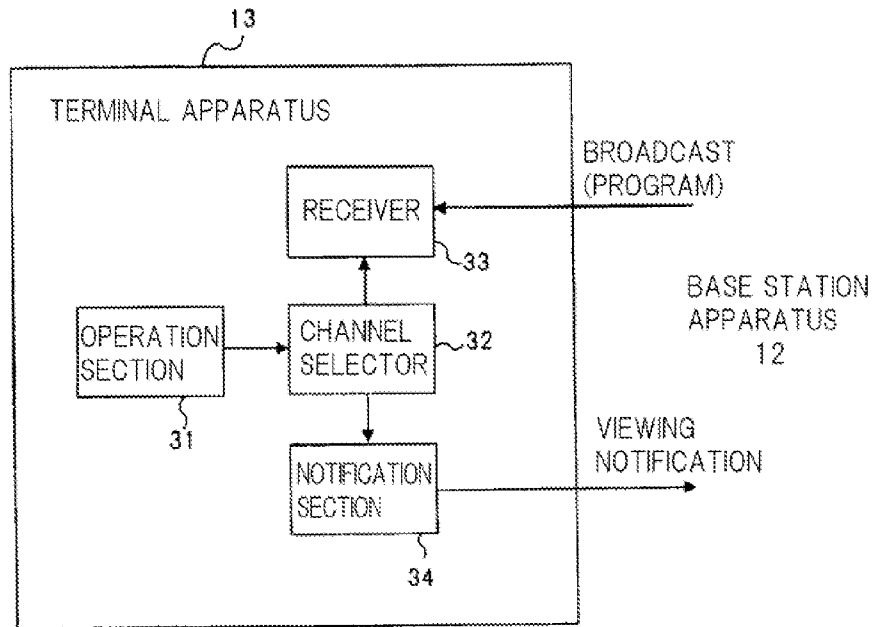 13
TERMINAL APPARATUS
BROADCAST
(PROGRAM)
RECEIVER
33
BASE STATION
APPARATUS
12
OPERATION
SECTION
31
CHANNEL
SELECTOR
32
VIEWING
NOTIFICATION
NOTIFICATION
SECTION
34